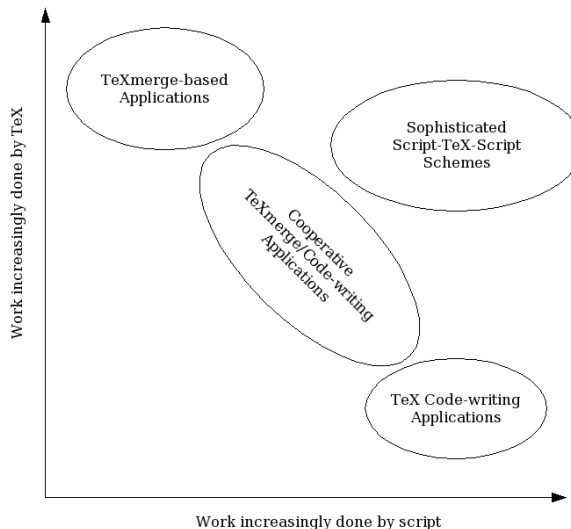 TeXmerge-based
Applications
Sophisticated
Script-TeX-Script
Schemes
Cooperative
TeXmerge/Code-writing
Applications
TeX Code-writing
Applications
Work increasingly done by TeX
Work increasingly done by script